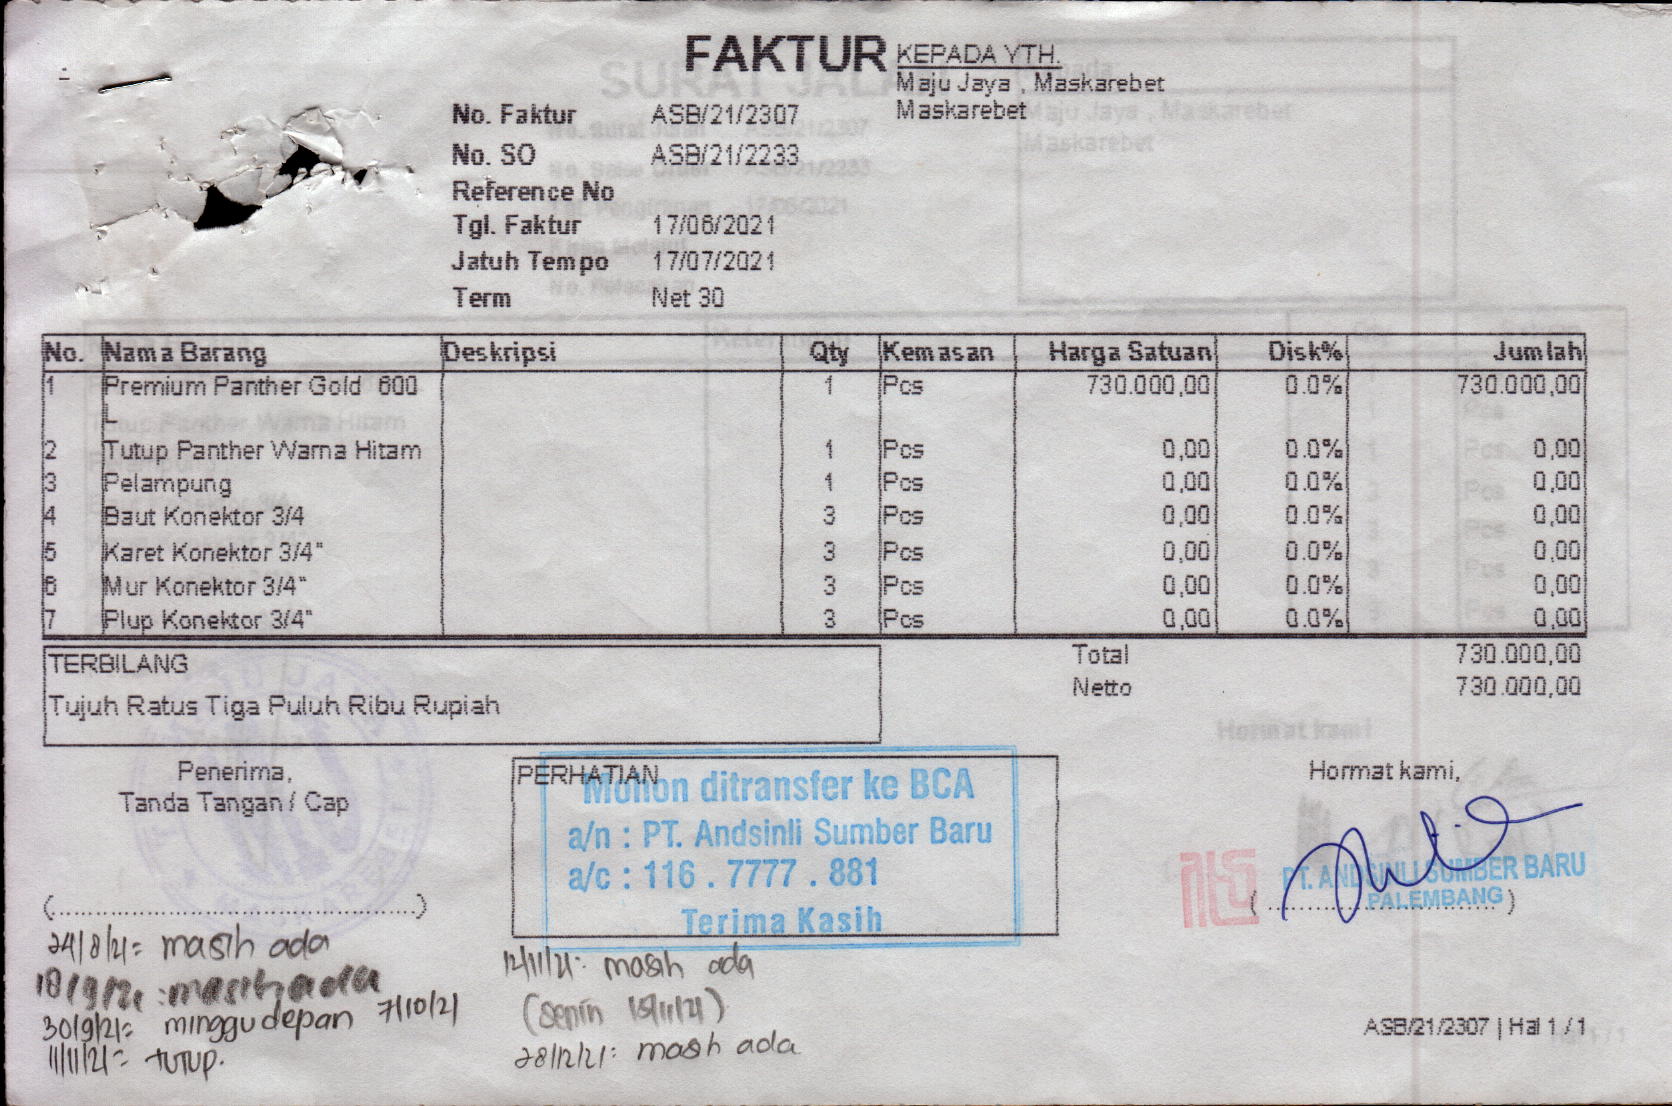 FAKTUR
KEPADA YTH.
Maju Jaya , Maskarebet
Maskarebet
No. Faktur ASB/21/2307
No. SO ASB/21/2233
Reference No
Tgl. Faktur 17/06/2021
Jatuh Tempo 17/07/2021
Term Net 30
No. Nama Barang Deskripsi Qty Kemasan Harga Satuan Disk% Jumlah
1 Premium Panther Gold 600 1 Pcs 730.000,00 0.0% 730.000,00
L
2 Tutup Panther Warna Hitam 1 Pcs 0,00 0.0% 0,00
3 Pelampung 1 Pcs 0,00 0.0% 0,00
4 Baut Konektor 3/4 3 Pcs 0,00 0.0% 0,00
5 Karet Konektor 3/4" 3 Pcs 0,00 0.0% 0,00
6 Mur Konektor 3/4" 3 Pcs 0,00 0.0% 0,00
7 Plup Konektor 3/4" 3 Pcs 0,00 0.0% 0,00
Total 730.000,00
Netto 730.000,00
TERBILANG
Tujuh Ratus Tiga Puluh Ribu Rupiah
Penerima,
Tanda Tangan / Cap
(..........................................................)
PERHATIAN
Mohon ditransfer ke BCA
a/n : PT. Andsinli Sumber Baru
a/c : 116 . 7777 . 881
Terima Kasih
Hormat kami,
PT. ANDSINLI SUMBER BARU
PALEMBANG
24/8/21: masih ada
18/9/21: masih ada
30/9/21: minggu depan 7/10/21
11/11/21: tutup.
12/11/21: masih ada
(senin 15/11/21)
28/12/21: masih ada
ASB/21/2307 | Hal 1 / 1